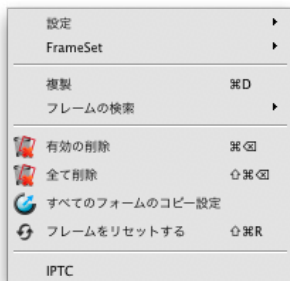 設定
FrameSet
複製 ⌘D
フレームの検索
有効の削除 ⌘⌫
全て削除 ⇧⌘⌫
すべてのフォームのコピー設定
フレームをリセットする ⇧⌘R
IPTC